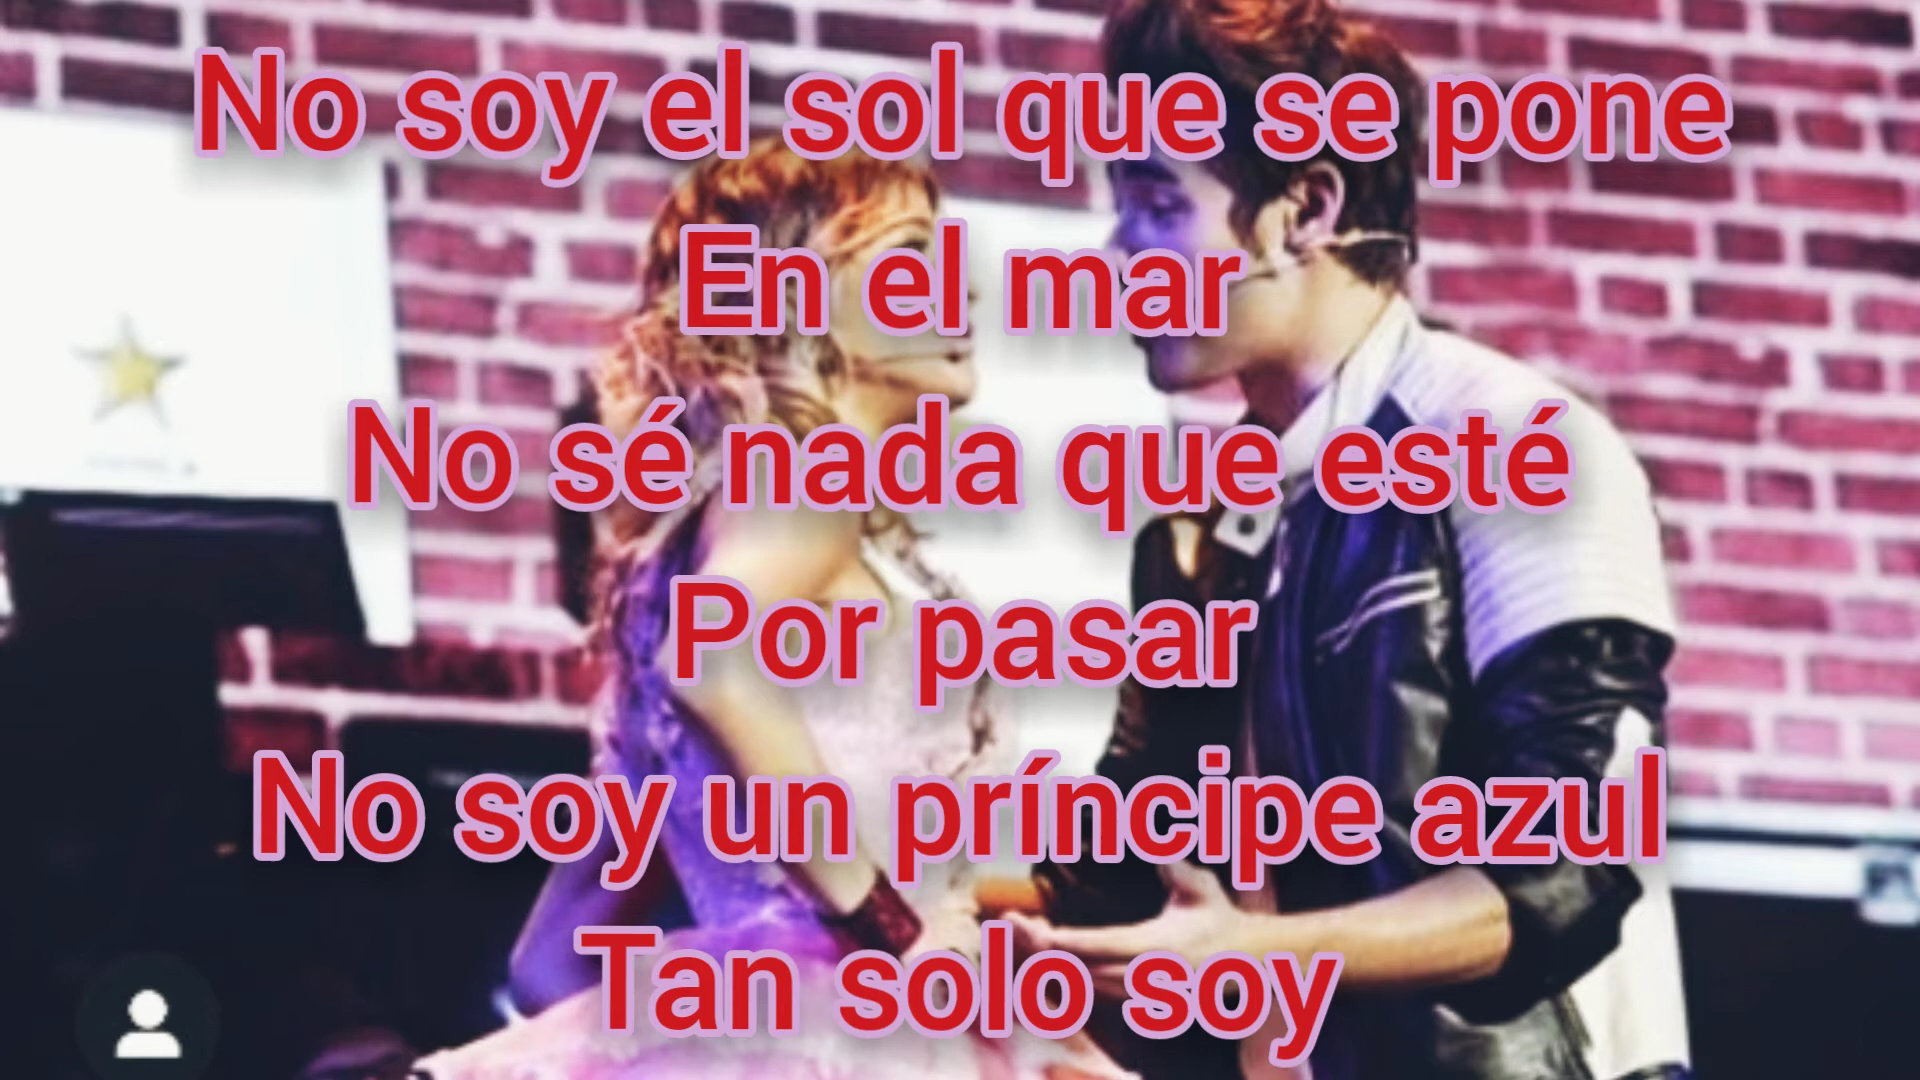 No soy el sol que se pone
En el mar
No sé nada que esté
Por pasar
No soy un príncipe azul
Tan solo soy